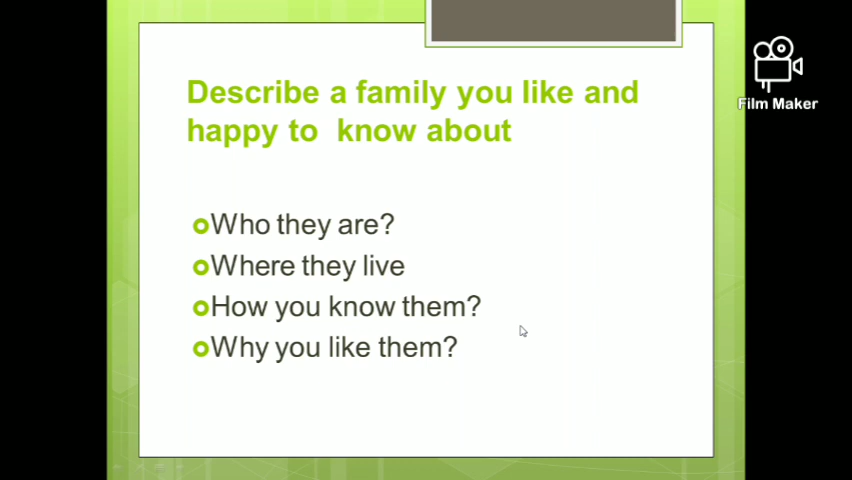 Describe a family you like and
happy to know about
Who they are?
Where they live
How you know them?
Why you like them?
Film Maker